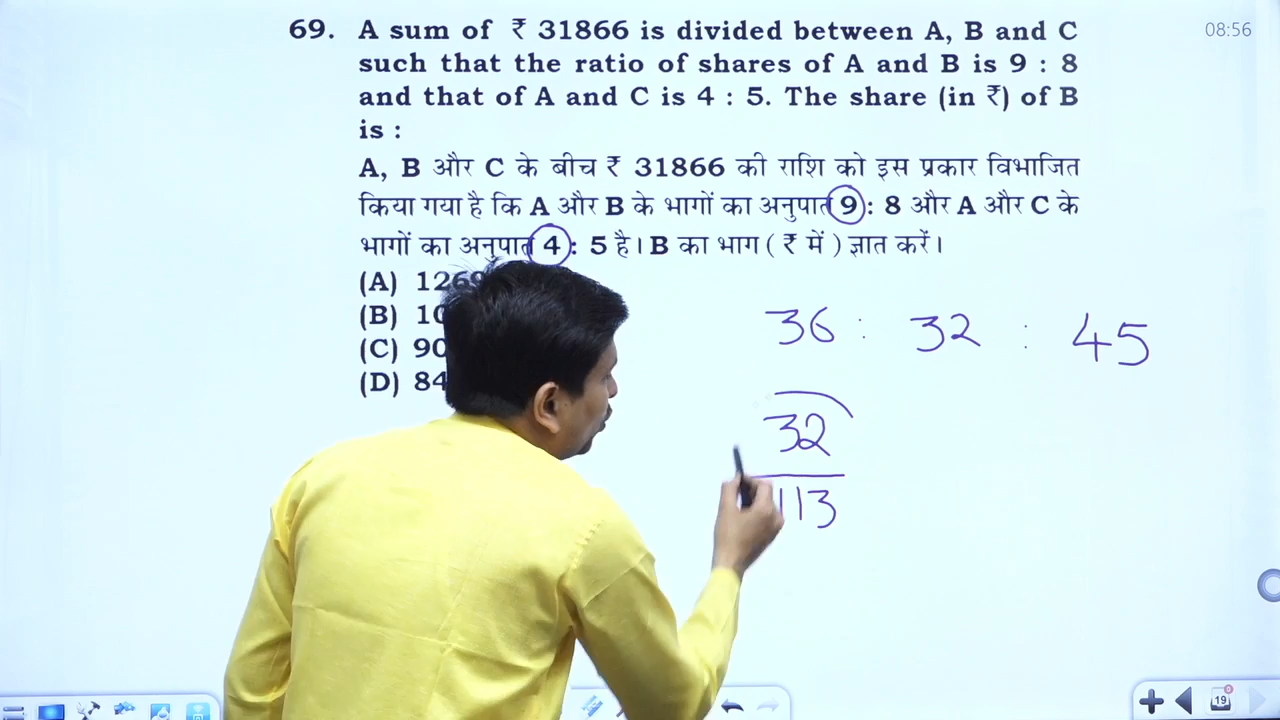 08:56
69. A sum of ₹ 31866 is divided between A, B and C
such that the ratio of shares of A and B is 9 : 8
and that of A and C is 4 : 5. The share (in ₹) of B
is :
A, B और C के बीच ₹ 31866 की राशि को इस प्रकार विभाजित
किया गया है कि A और B के भागों का अनुपात 9 : 8 और A और C के
भागों का अनुपात 4 : 5 है। B का भाग ( ₹ में ) ज्ञात करें।
(A)
(B)
(C)
(D)
36 : 32 : 45
32
113
19